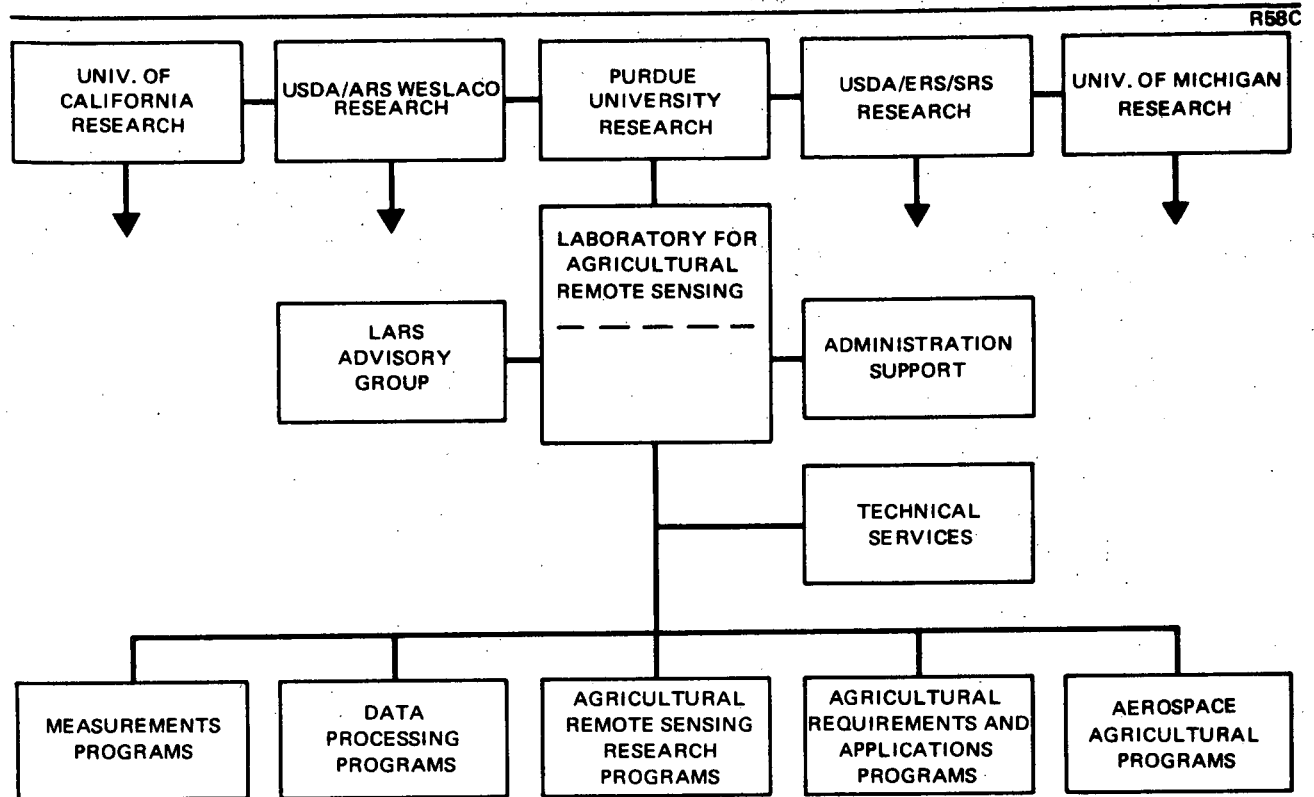 R58C
UNIV. OF
CALIFORNIA
RESEARCH
USDA/ARS WESLACO
RESEARCH
PURDUE
UNIVERSITY
RESEARCH
USDA/ERS/SRS
RESEARCH
UNIV. OF MICHIGAN
RESEARCH
LABORATORY FOR
AGRICULTURAL
REMOTE SENSING
LARS
ADVISORY
GROUP
ADMINISTRATION
SUPPORT
TECHNICAL
SERVICES
MEASUREMENTS
PROGRAMS
DATA
PROCESSING
PROGRAMS
AGRICULTURAL
REMOTE SENSING
RESEARCH
PROGRAMS
AGRICULTURAL
REQUIREMENTS AND
APPLICATIONS
PROGRAMS
AEROSPACE
AGRICULTURAL
PROGRAMS